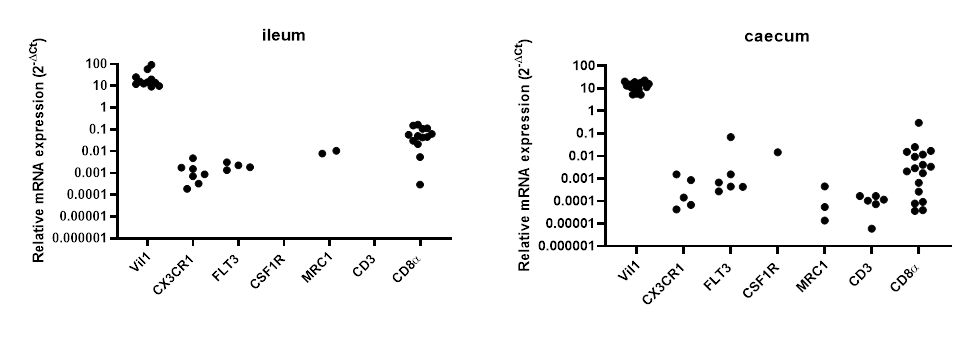 ileum
Relative mRNA expression (2^-ΔCt)
100
10
1
0.1
0.01
0.001
0.0001
0.00001
0.000001
Vil1
CX3CR1
FLT3
CSF1R
MRC1
CD3
CD8α
caecum
Relative mRNA expression (2^-ΔCt)
100
10
1
0.1
0.01
0.001
0.0001
0.00001
0.000001
Vil1
CX3CR1
FLT3
CSF1R
MRC1
CD3
CD8α